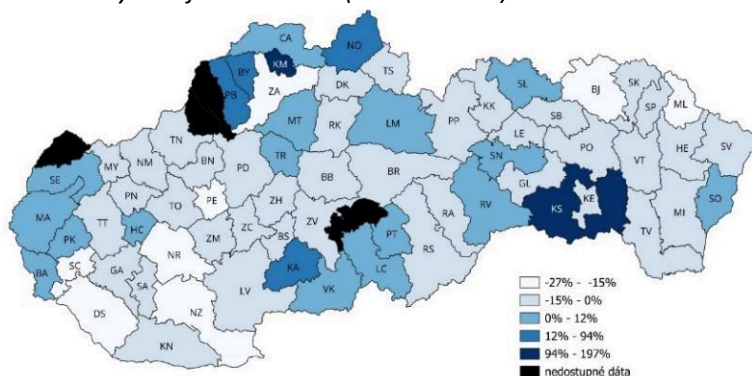 CA
NO
BY
KM
PB
ZA
DK
TS
SL
BJ
SK
SP
ML
KK
MT
RK
LM
PP
LE
SB
HE
SV
TN
PO
VT
SE
MY
NM
BN
TR
SN
PD
BB
BR
GL
KS
KE
MA
PN
TO
PE
ZH
RV
MI
SO
TT
HC
ZV
RA
TV
PK
ZM
ZC
BS
PT
NR
RS
BA
SC
GA
SA
KA
LC
LV
VK
DS
NZ
KN
-27% - -15%
-15% - 0%
0% - 12%
12% - 94%
94% - 197%
nedostupné dáta